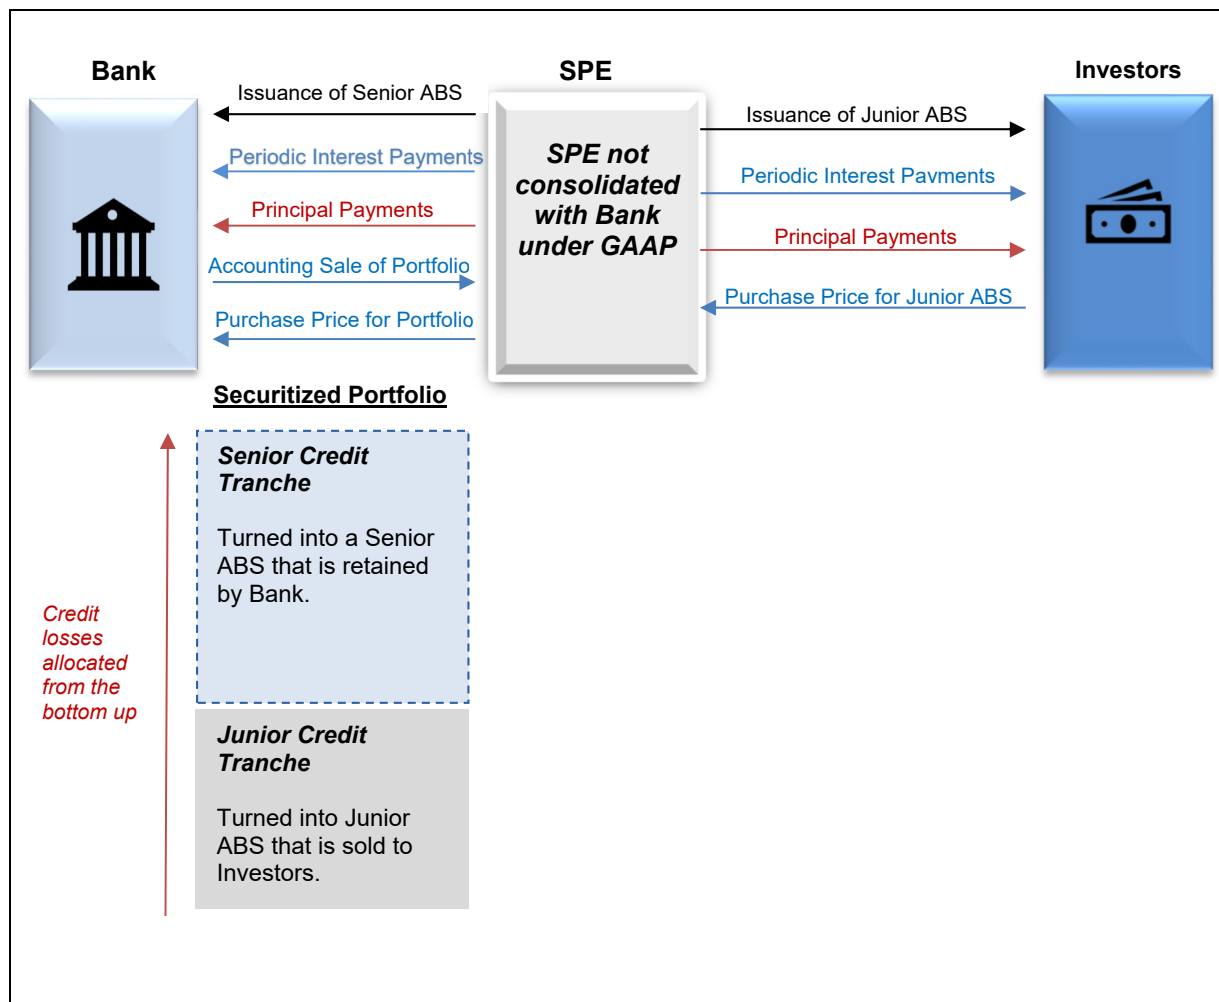 Bank
SPE
Investors
Issuance of Senior ABS
Periodic Interest Payments
Principal Payments
Accounting Sale of Portfolio
Purchase Price for Portfolio
SPE not
consolidated
with Bank
under GAAP
Issuance of Junior ABS
Periodic Interest Pavments
Principal Payments
Purchase Price for Junior ABS
Securitized Portfolio
Senior Credit
Tranche
Turned into a Senior
ABS that is retained
by Bank.
Credit
losses
allocated
from the
bottom up
Junior Credit
Tranche
Turned into Junior
ABS that is sold to
Investors.